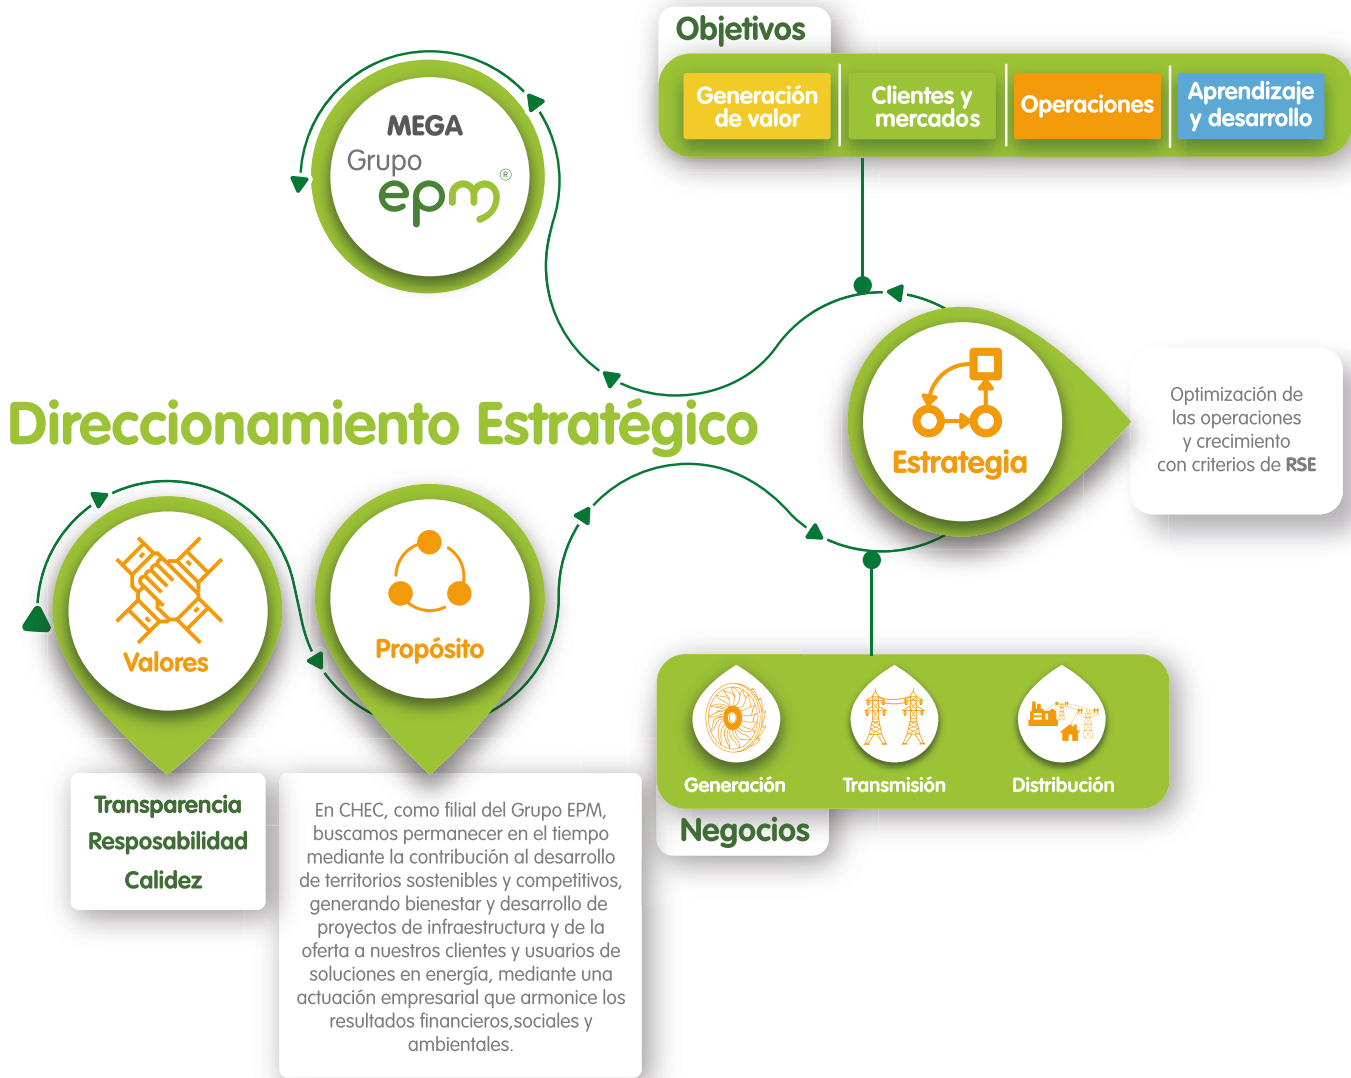 Objetivos
Generación
de valor
Clientes y
mercados
Operaciones
Aprendizaje
y desarrollo
MEGA
Grupo
epm®
Direccionamiento Estratégico
Estrategia
Optimización de
las operaciones
y crecimiento
con criterios de RSE
Valores
Transparencia
Resposabilidad
Calidez
Propósito
En CHEC, como filial del Grupo EPM,
buscamos permanecer en el tiempo
mediante la contribución al desarrollo
de territorios sostenibles y competitivos,
generando bienestar y desarrollo de
proyectos de infraestructura y de la
oferta a nuestros clientes y usuarios de
soluciones en energía, mediante una
actuación empresarial que armonice los
resultados financieros,sociales y
ambientales.
Generación
Transmisión
Distribución
Negocios